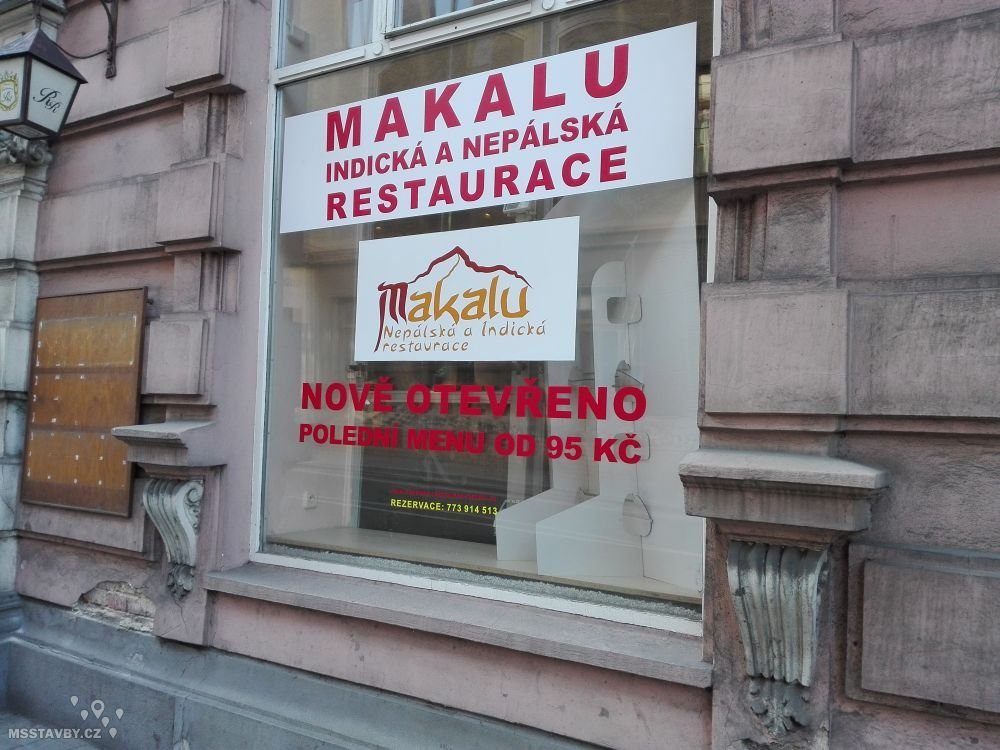 MAKALU
INDICKÁ A NEPÁLSKÁ
RESTAURACE
Makalu
Nepálská a Indická
restaurace
NOVĚ OTEVŘENO
POLEDNÍ MENU OD 95 KČ
REZERVACE: 773 914 513
MSSTAVBY.CZ